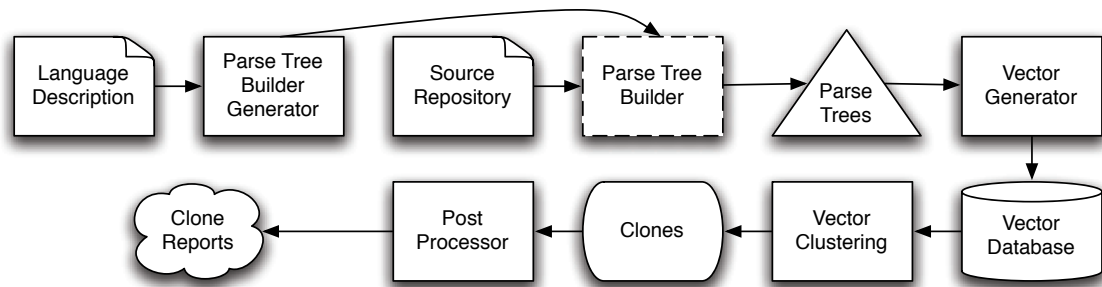 Language
Description
Parse Tree
Builder
Generator
Source
Repository
Parse Tree
Builder
Parse
Trees
Vector
Generator
Clone
Reports
Post
Processor
Clones
Vector
Clustering
Vector
Database